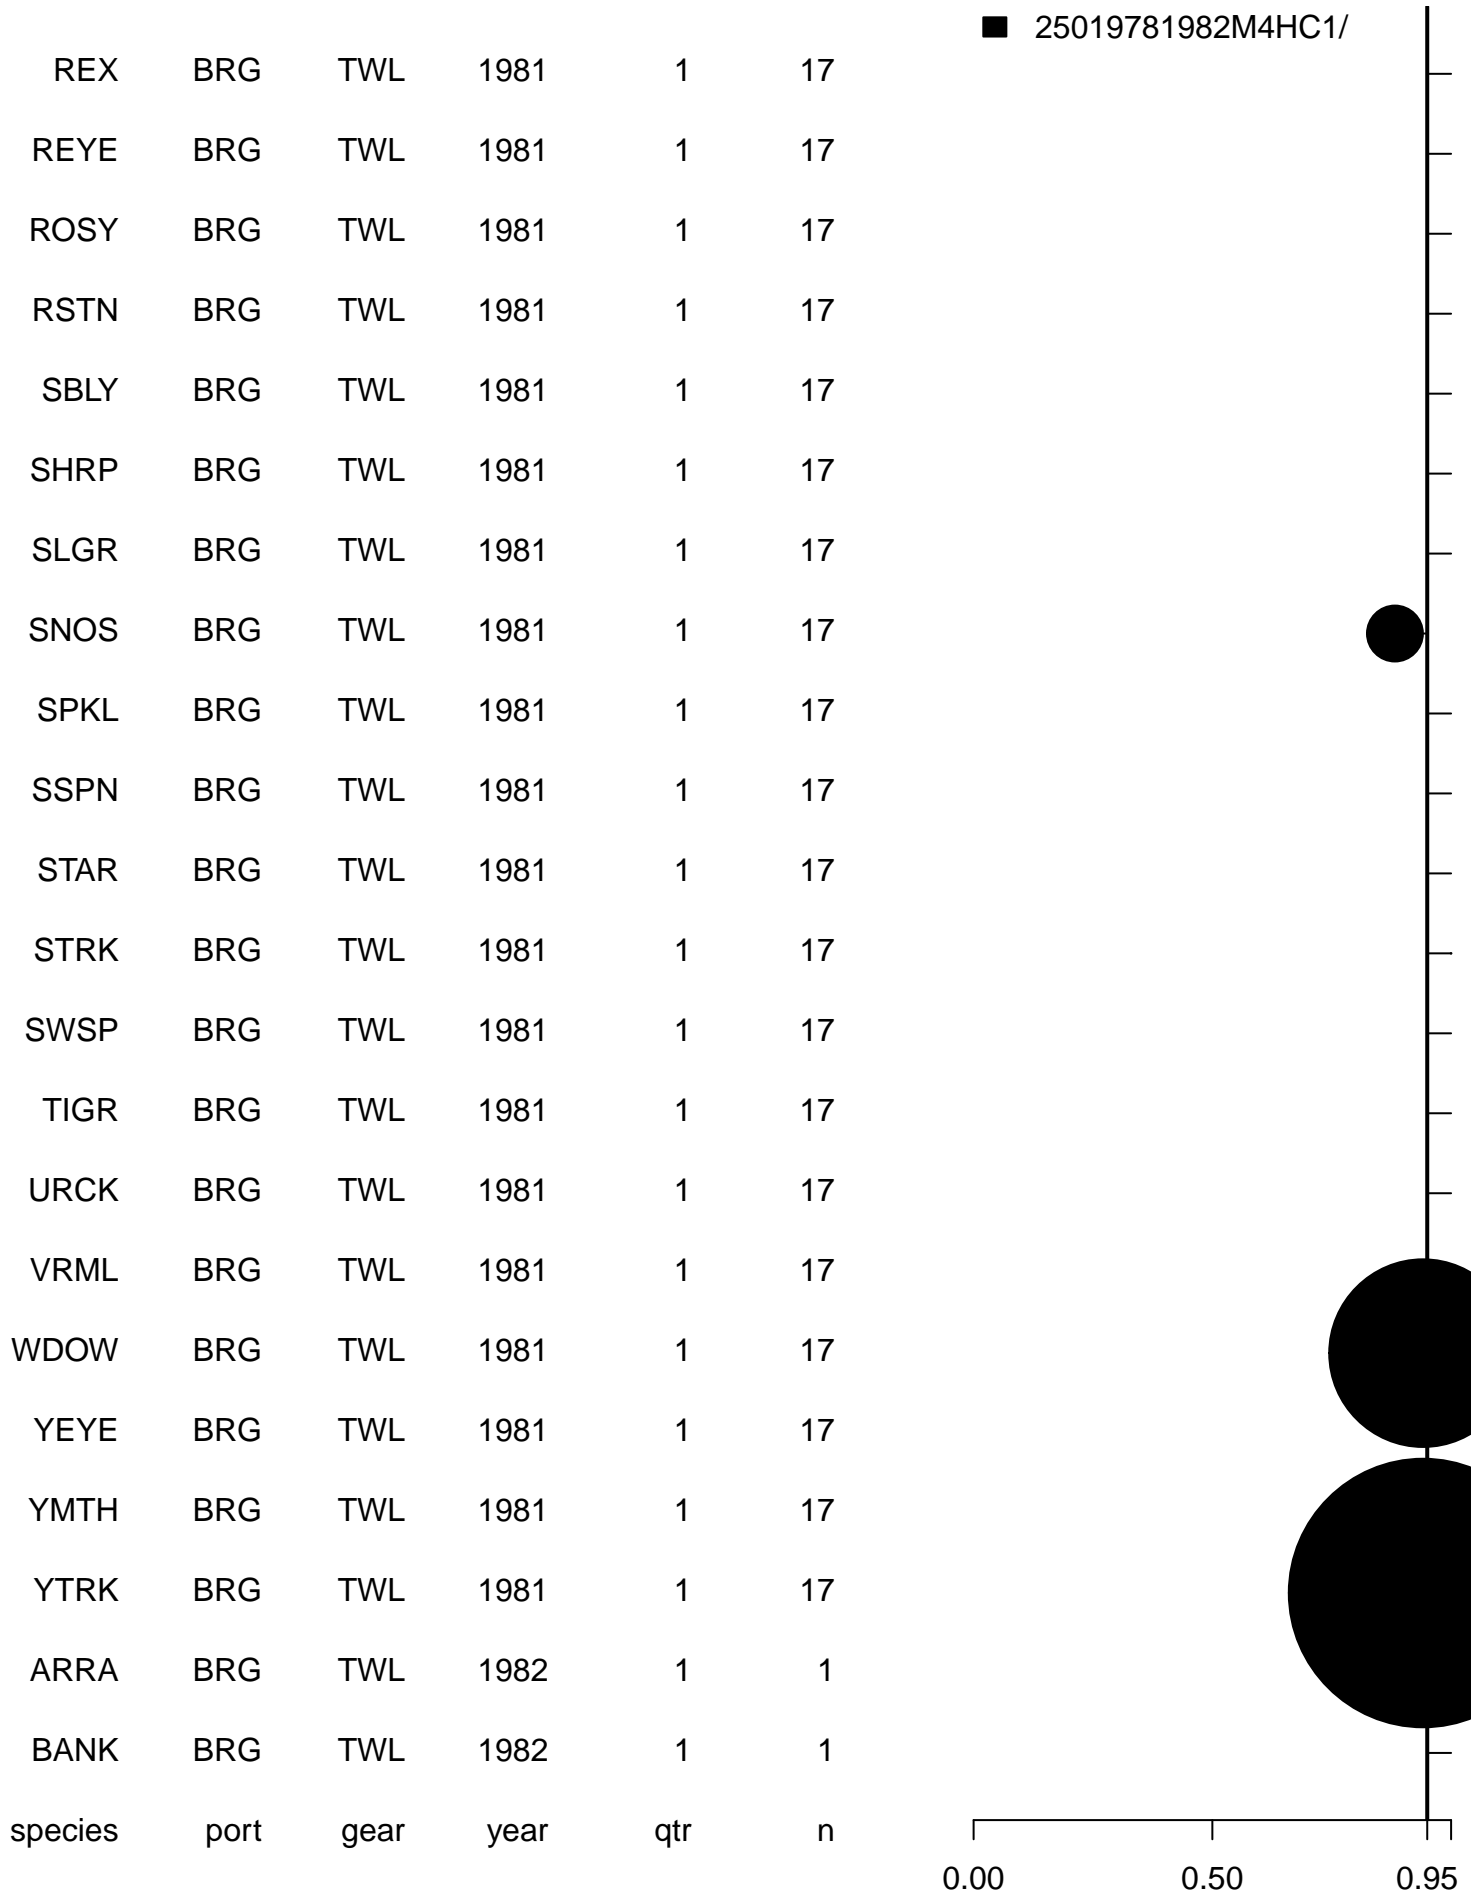 25019781982M4HC1/
REX BRG TWL 1981 1 17
REYE BRG TWL 1981 1 17
ROSY BRG TWL 1981 1 17
RSTN BRG TWL 1981 1 17
SBLY BRG TWL 1981 1 17
SHRP BRG TWL 1981 1 17
SLGR BRG TWL 1981 1 17
SNOS BRG TWL 1981 1 17
SPKL BRG TWL 1981 1 17
SSPN BRG TWL 1981 1 17
STAR BRG TWL 1981 1 17
STRK BRG TWL 1981 1 17
SWSP BRG TWL 1981 1 17
TIGR BRG TWL 1981 1 17
URCK BRG TWL 1981 1 17
VRML BRG TWL 1981 1 17
WDOW BRG TWL 1981 1 17
YEYE BRG TWL 1981 1 17
YMTH BRG TWL 1981 1 17
YTRK BRG TWL 1981 1 17
ARRA BRG TWL 1982 1 1
BANK BRG TWL 1982 1 1
species port gear year qtr n
0.00 0.50 0.95